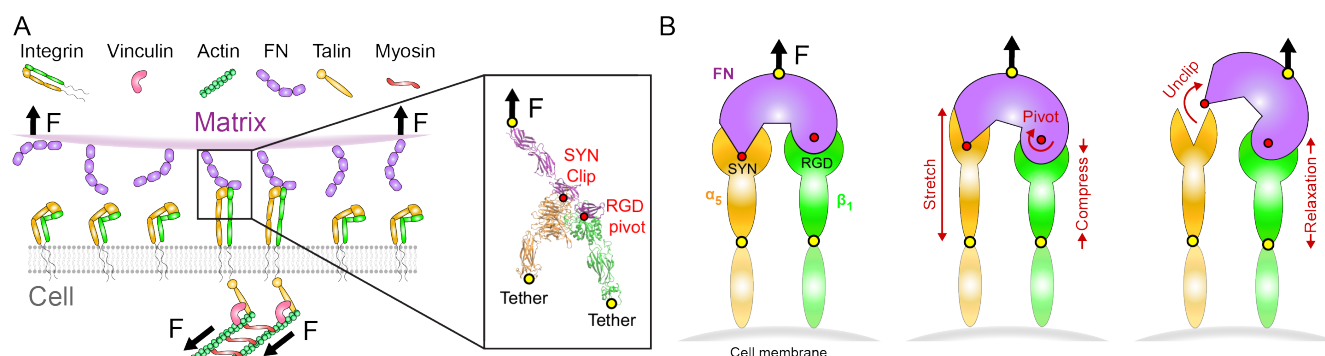 A
Integrin Vinculin Actin FN Talin Myosin
F F
Matrix
Cell
F F
F
SYN
Clip
RGD
pivot
Tether
Tether
B
F
FN
SYN RGD
α5 β1
Cell membrane
Stretch
Pivot
Compress
Unclip
Relaxation